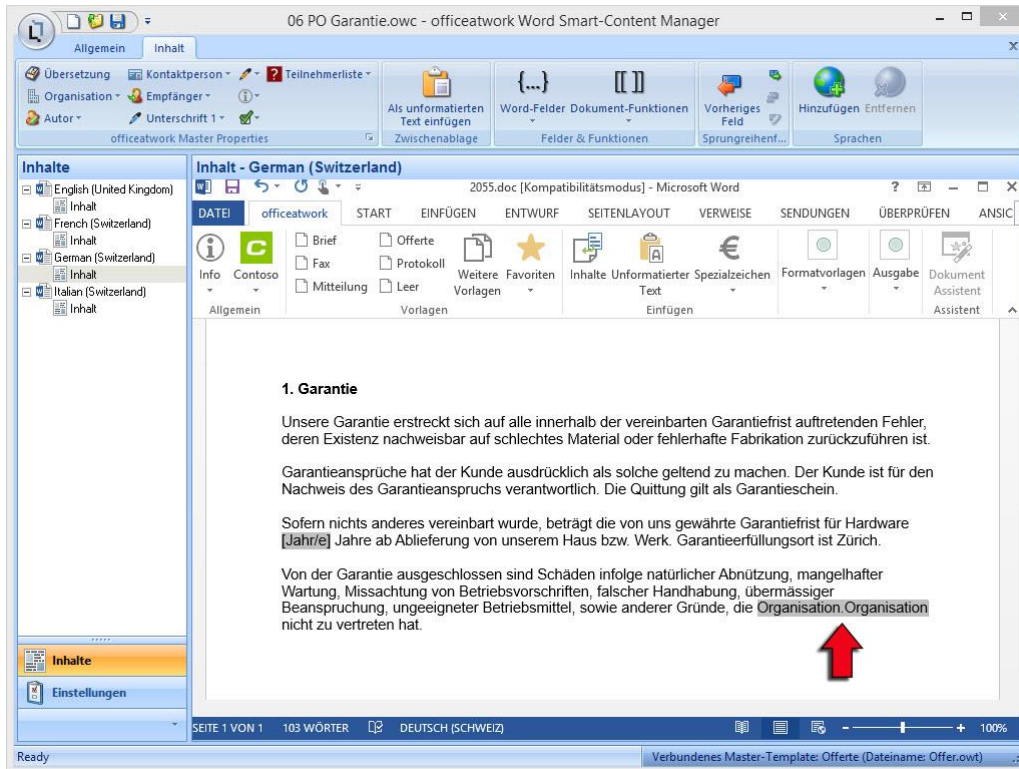 06 PO Garantie.owc - officeatwork Word Smart-Content Manager
Allgemein Inhalt
Übersetzung Kontaktperson Teilnehmerliste
Organisation Empfänger
Autor Unterschrift 1
officeatwork Master Properties
Als unformatierten
Text einfügen
Zwischenablage
{...} [[ ]]
Word-Felder Dokument-Funktionen
Felder & Funktionen
Vorheriges
Feld
Sprungreihenf...
Hinzufügen Entfernen
Sprachen
Inhalte
English (United Kingdom)
Inhalt
French (Switzerland)
Inhalt
German (Switzerland)
Inhalt
Italian (Switzerland)
Inhalt
Inhalte
Einstellungen
Inhalt - German (Switzerland)
2055.doc [Kompatibilitätsmodus] - Microsoft Word
DATEI officeatwork START EINFÜGEN ENTWURF SEITENLAYOUT VERWEISE SENDUNGEN ÜBERPRÜFEN ANSIC
Info Contoso
Allgemein
Brief Offerte
Fax Protokoll
Mitteilung Leer
Weitere
Vorlagen
Favoriten
Vorlagen
Inhalte Unformatierter
Text
Spezialzeichen
Einfügen
Formatvorlagen Ausgabe
Dokument
Assistent
Assistent
1. Garantie
Unsere Garantie erstreckt sich auf alle innerhalb der vereinbarten Garantiefrist auftretenden Fehler,
deren Existenz nachweisbar auf schlechtes Material oder fehlerhafte Fabrikation zurückzuführen ist.
Garantieansprüche hat der Kunde ausdrücklich als solche geltend zu machen. Der Kunde ist für den
Nachweis des Garantieanspruchs verantwortlich. Die Quittung gilt als Garantieschein.
Sofern nichts anderes vereinbart wurde, beträgt die von uns gewährte Garantiefrist für Hardware
[Jahr/e] Jahre ab Ablieferung von unserem Haus bzw. Werk. Garantieerfüllungsort ist Zürich.
Von der Garantie ausgeschlossen sind Schäden infolge natürlicher Abnützung, mangelhafter
Wartung, Missachtung von Betriebsvorschriften, falscher Handhabung, übermässiger
Beanspruchung, ungeeigneter Betriebsmittel, sowie anderer Gründe, die Organisation.Organisation
nicht zu vertreten hat.
SEITE 1 VON 1 103 WÖRTER DEUTSCH (SCHWEIZ) 100%
Ready Verbundenes Master-Template: Offerte (Dateiname: Offer.owt)